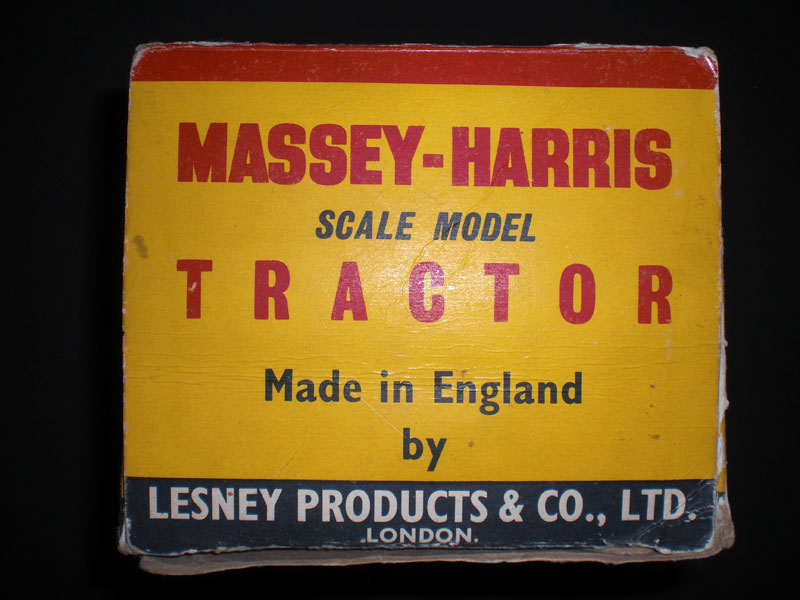 MASSEY-HARRIS
SCALE MODEL
TRACTOR
Made in England
by
LESNEY PRODUCTS & CO., LTD.
LONDON.